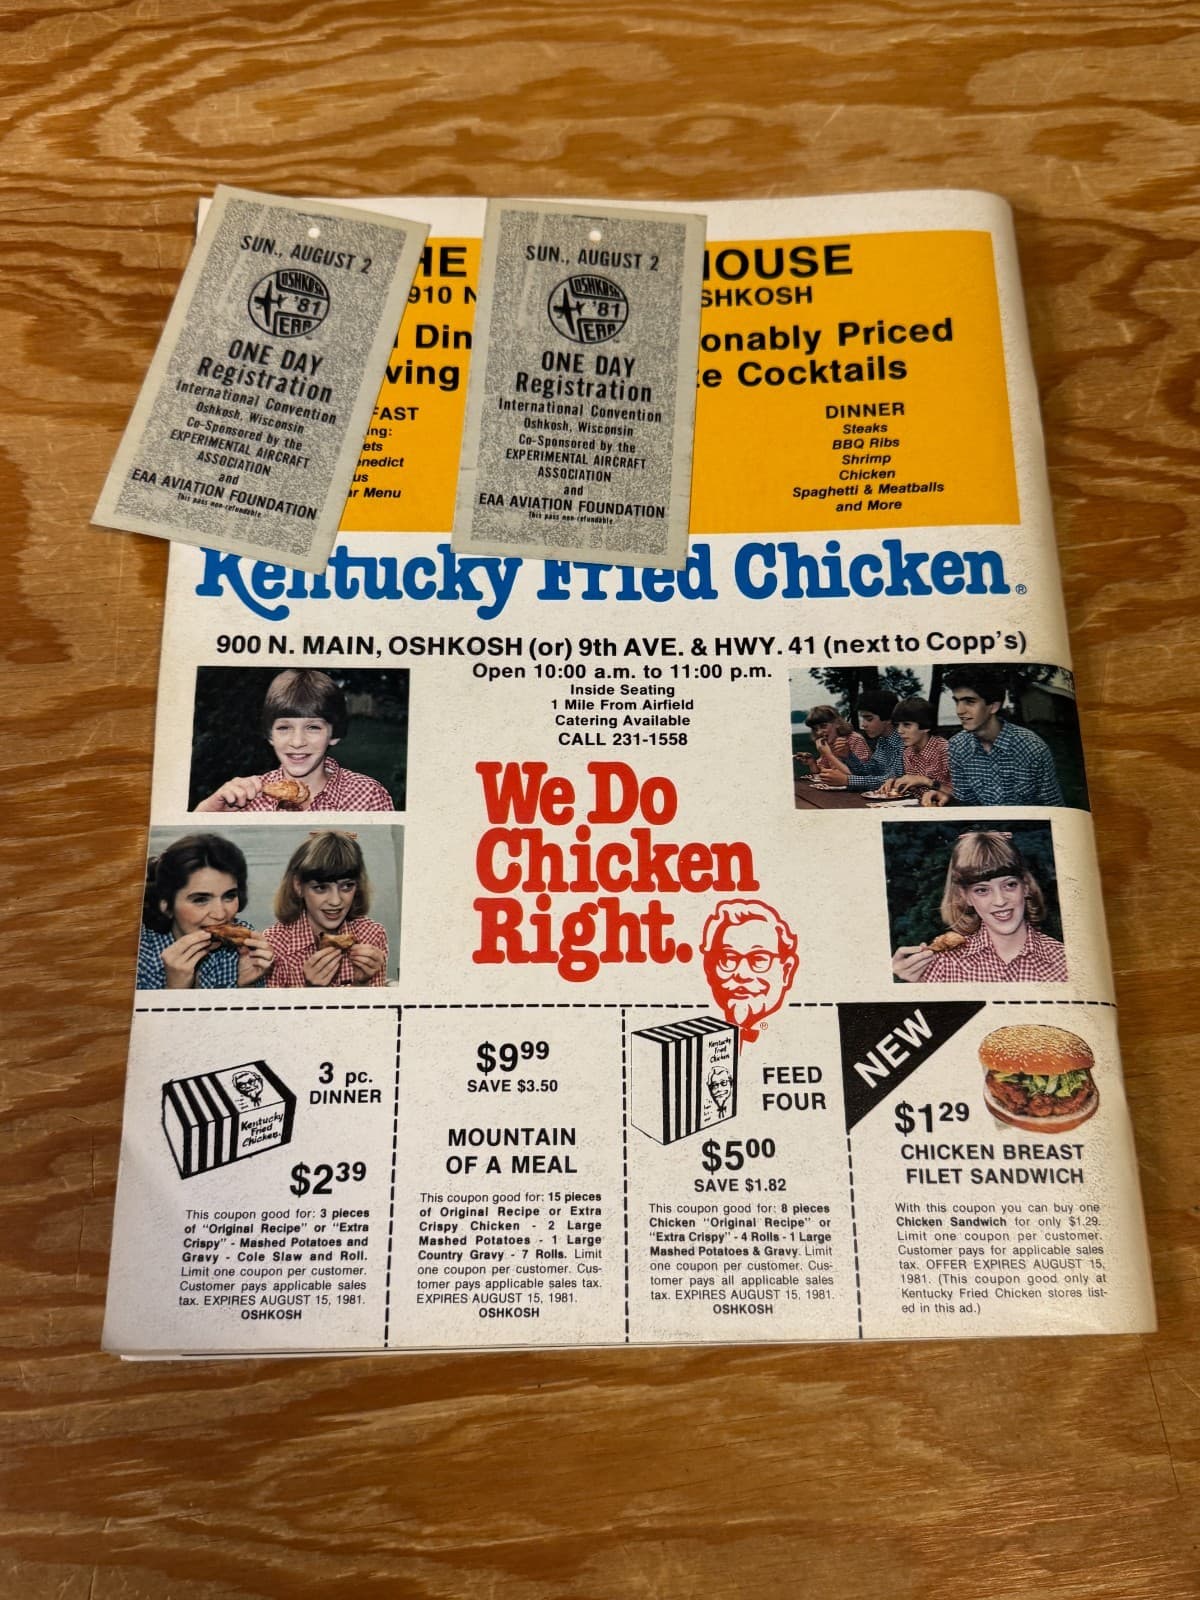 SUN., AUGUST 2
OSHKOSH
'81
EAA
ONE DAY
Registration
International Convention
Oshkosh, Wisconsin
Co-Sponsored by the
EXPERIMENTAL AIRCRAFT
ASSOCIATION
and
EAA AVIATION FOUNDATION
This pass non-refundable
SUN., AUGUST 2
OSHKOSH
'81
EAA
ONE DAY
Registration
International Convention
Oshkosh, Wisconsin
Co-Sponsored by the
EXPERIMENTAL AIRCRAFT
ASSOCIATION
and
EAA AVIATION FOUNDATION
This pass non-refundable
HE OUSE
910 N SHKOSH
Din onably Priced
ving e Cocktails
FAST
ing:
ets
enedict
us
ar Menu
DINNER
Steaks
BBQ Ribs
Shrimp
Chicken
Spaghetti & Meatballs
and More
Kentucky Fried Chicken®
900 N. MAIN, OSHKOSH (or) 9th AVE. & HWY. 41 (next to Copp's)
Open 10:00 a.m. to 11:00 p.m.
Inside Seating
1 Mile From Airfield
Catering Available
CALL 231-1558
We Do
Chicken
Right.
®
Kentucky
Fried
Chicken
3 pc.
DINNER
$2³⁹
This coupon good for: 3 pieces
of "Original Recipe" or "Extra
Crispy" - Mashed Potatoes and
Gravy - Cole Slaw and Roll.
Limit one coupon per customer.
Customer pays applicable sales
tax. EXPIRES AUGUST 15, 1981.
OSHKOSH
$9⁹⁹
SAVE $3.50
MOUNTAIN
OF A MEAL
This coupon good for: 15 pieces
of Original Recipe or Extra
Crispy Chicken - 2 Large
Mashed Potatoes - 1 Large
Country Gravy - 7 Rolls. Limit
one coupon per customer. Cus-
tomer pays applicable sales tax.
EXPIRES AUGUST 15, 1981.
OSHKOSH
Kentucky
Fried
Chicken
FEED
FOUR
$5⁰⁰
SAVE $1.82
This coupon good for: 8 pieces
Chicken "Original Recipe" or
"Extra Crispy" - 4 Rolls - 1 Large
Mashed Potatoes & Gravy. Limit
one coupon per customer. Cus-
tomer pays all applicable sales
tax. EXPIRES AUGUST 15, 1981.
OSHKOSH
NEW
$1²⁹
CHICKEN BREAST
FILET SANDWICH
With this coupon you can buy one
Chicken Sandwich for only $1.29.
Limit one coupon per customer.
Customer pays for applicable sales
tax. OFFER EXPIRES AUGUST 15,
1981. (This coupon good only at
Kentucky Fried Chicken stores list-
ed in this ad.)